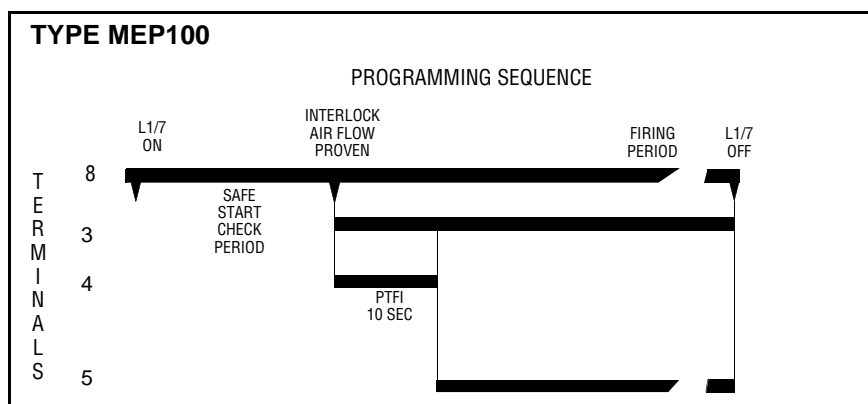 TYPE MEP100
PROGRAMMING SEQUENCE
L1/7
ON
INTERLOCK
AIR FLOW
PROVEN
FIRING
PERIOD
L1/7
OFF
TERMINALS
8
SAFE
START
CHECK
PERIOD
3
4
PTFI
10 SEC
5